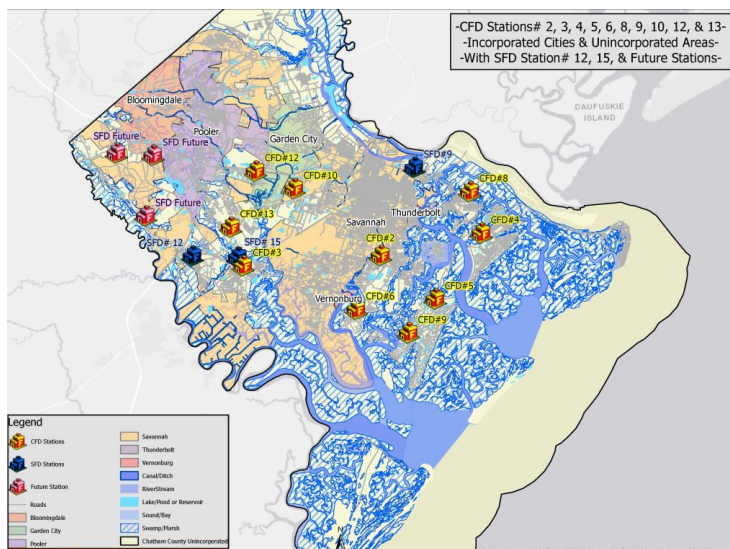 -CFD Stations# 2, 3, 4, 5, 6, 8, 9, 10, 12, & 13-
-Incorporated Cities & Unincorporated Areas-
-With SFD Station# 12, 15, & Future Stations-
DAUFUSKIE
ISLAND
Bloomingdale
Pooler
SFD Future
SFD Future
Garden City
CFD#12
SFD#9
CFD#10
CFD#8
SFD Future
Thunderbolt
CFD#13
Savannah
CFD#4
SFD# 12
SFD# 15
CFD#3
CFD#2
CFD#5
Vernonburg
CFD#6
CFD#9
Legend
CFD Stations
SFD Stations
Future Station
Roads
Bloomingdale
Garden City
Pooler
Savannah
Thunderbolt
Vernonburg
Canal/Ditch
RiverStream
Lake/Pond or Reservoir
Sound/Bay
Swamp/Marsh
Chatham County Unincorporated
N